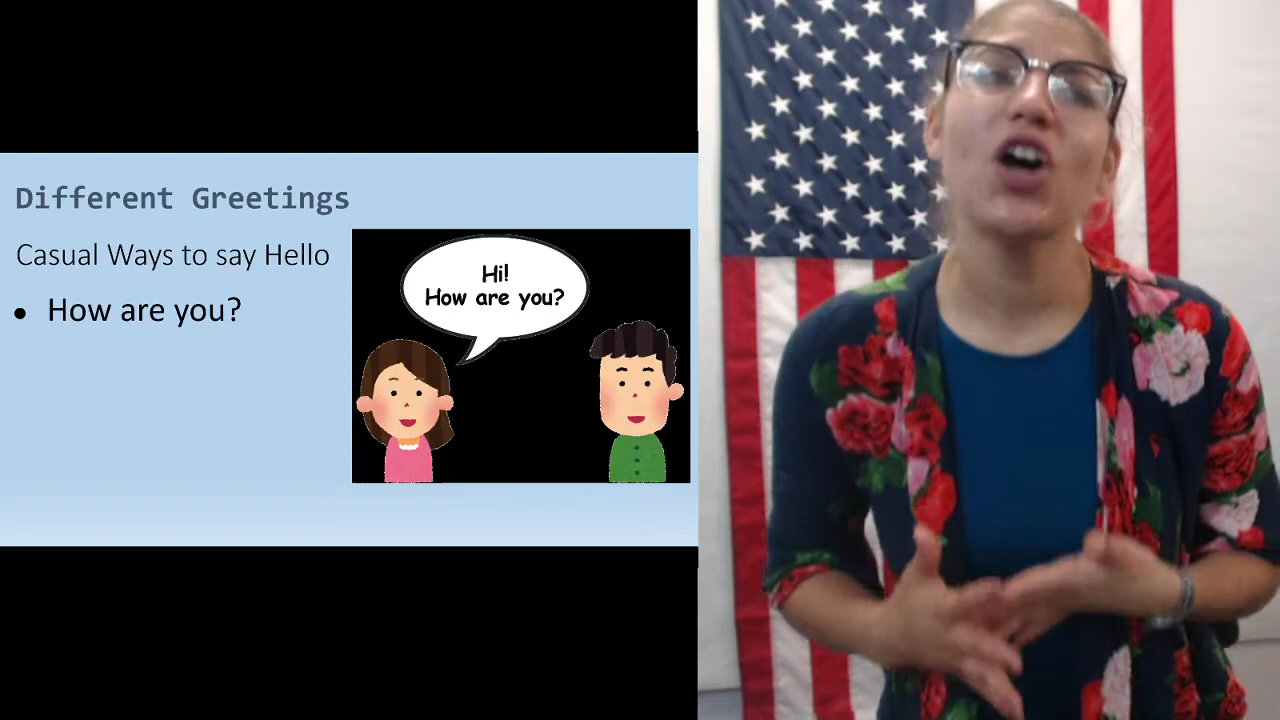 Different Greetings
Casual Ways to say Hello
• How are you?
Hi!
How are you?